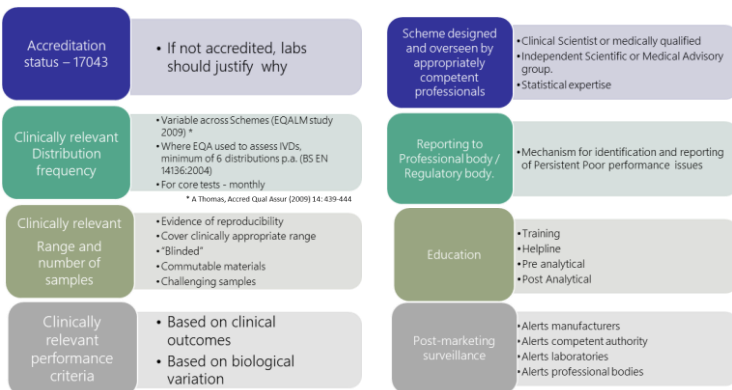 Accreditation
status – 17043
• If not accredited, labs
should justify why
Clinically relevant
Distribution
frequency
•Variable across Schemes (EQALM study
2009) *
•Where EQA used to assess IVDs,
minimum of 6 distributions p.a. (BS EN
14136:2004)
•For core tests - monthly
* A Thomas, Accred Qual Assur (2009) 14: 439-444
Clinically relevant
Range and
number of
samples
•Evidence of reproducibility
•Cover clinically appropriate range
•"Blinded"
•Commutable materials
•Challenging samples
Clinically
relevant
performance
criteria
• Based on clinical
outcomes
• Based on biological
variation
Scheme designed
and overseen by
appropriately
competent
professionals
•Clinical Scientist or medically qualified
•Independent Scientific or Medical Advisory
group.
•Statistical expertise
Reporting to
Professional body /
Regulatory body.
•Mechanism for identification and reporting
of Persistent Poor performance issues
Education
•Training
•Helpline
•Pre analytical
•Post Analytical
Post-marketing
surveillance
•Alerts manufacturers
•Alerts competent authority
•Alerts laboratories
•Alerts professional bodies